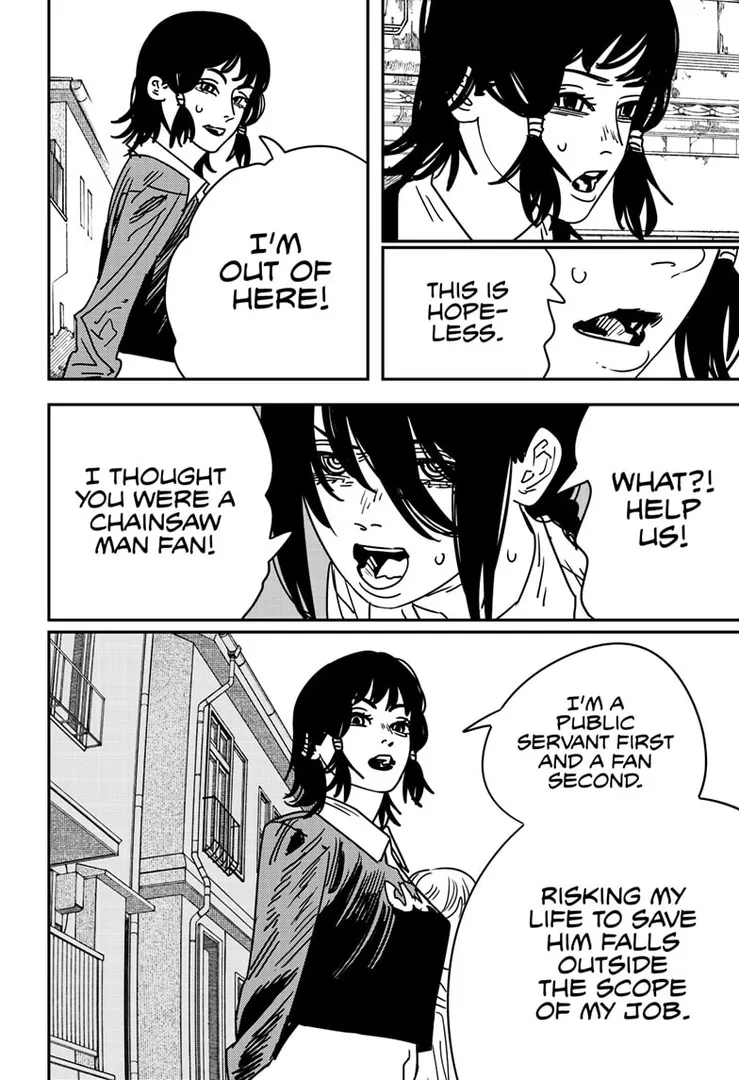 THIS IS
HOPE-
LESS.
I'M
OUT OF
HERE!
WHAT?!
HELP
US!
I THOUGHT
YOU WERE A
CHAINSAW
MAN FAN!
I'M A
PUBLIC
SERVANT FIRST
AND A FAN
SECOND.
RISKING MY
LIFE TO SAVE
HIM FALLS
OUTSIDE
THE SCOPE
OF MY JOB.